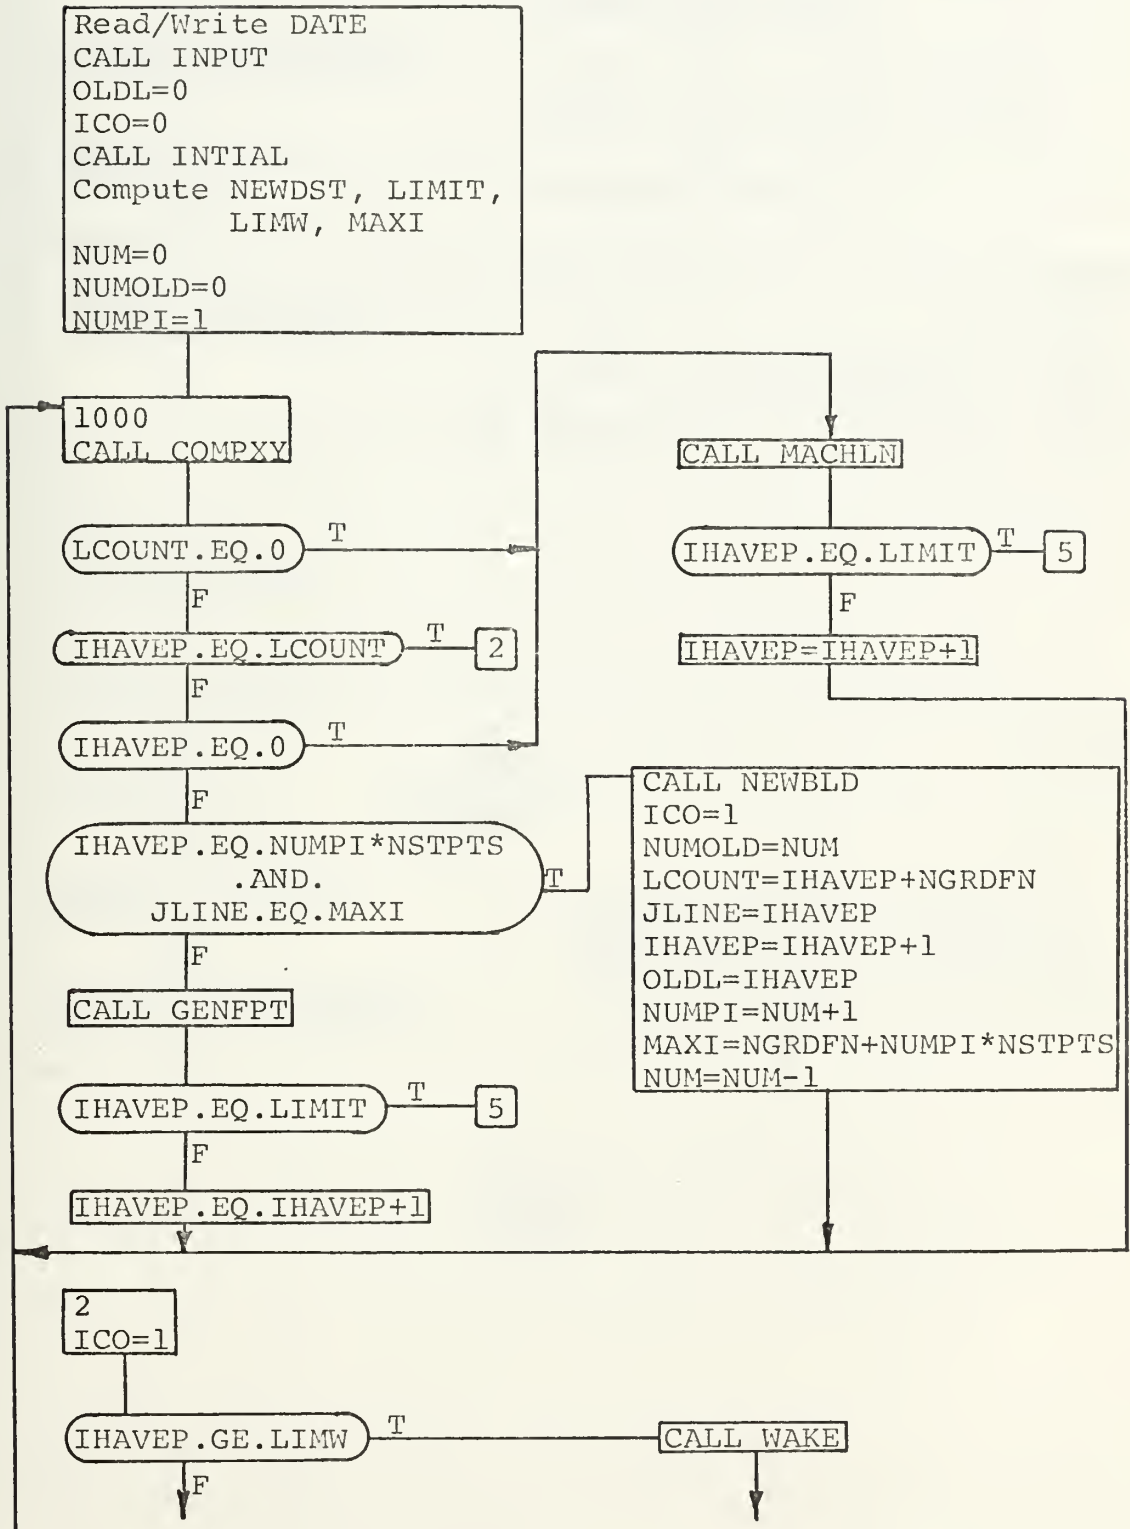 Read/Write DATE
CALL INPUT
OLDL=0
ICO=0
CALL INTIAL
Compute NEWDST, LIMIT,
LIMW, MAXI
NUM=0
NUMOLD=0
NUMPI=1
1000
CALL COMPXY
LCOUNT.EQ.0
T
F
IHAVEP.EQ.LCOUNT
T
2
F
IHAVEP.EQ.0
T
F
IHAVEP.EQ.NUMPI*NSTPTS
.AND.
JLINE.EQ.MAXI
T
F
CALL GENFPT
IHAVEP.EQ.LIMIT
T
5
F
IHAVEP.EQ.IHAVEP+1
CALL MACHLN
IHAVEP.EQ.LIMIT
T
5
F
IHAVEP=IHAVEP+1
CALL NEWBLD
ICO=1
NUMOLD=NUM
LCOUNT=IHAVEP+NGRDFN
JLINE=IHAVEP
IHAVEP=IHAVEP+1
OLDL=IHAVEP
NUMPI=NUM+1
MAXI=NGRDFN+NUMPI*NSTPTS
NUM=NUM-1
2
ICO=1
IHAVEP.GE.LIMW
T
F
CALL WAKE